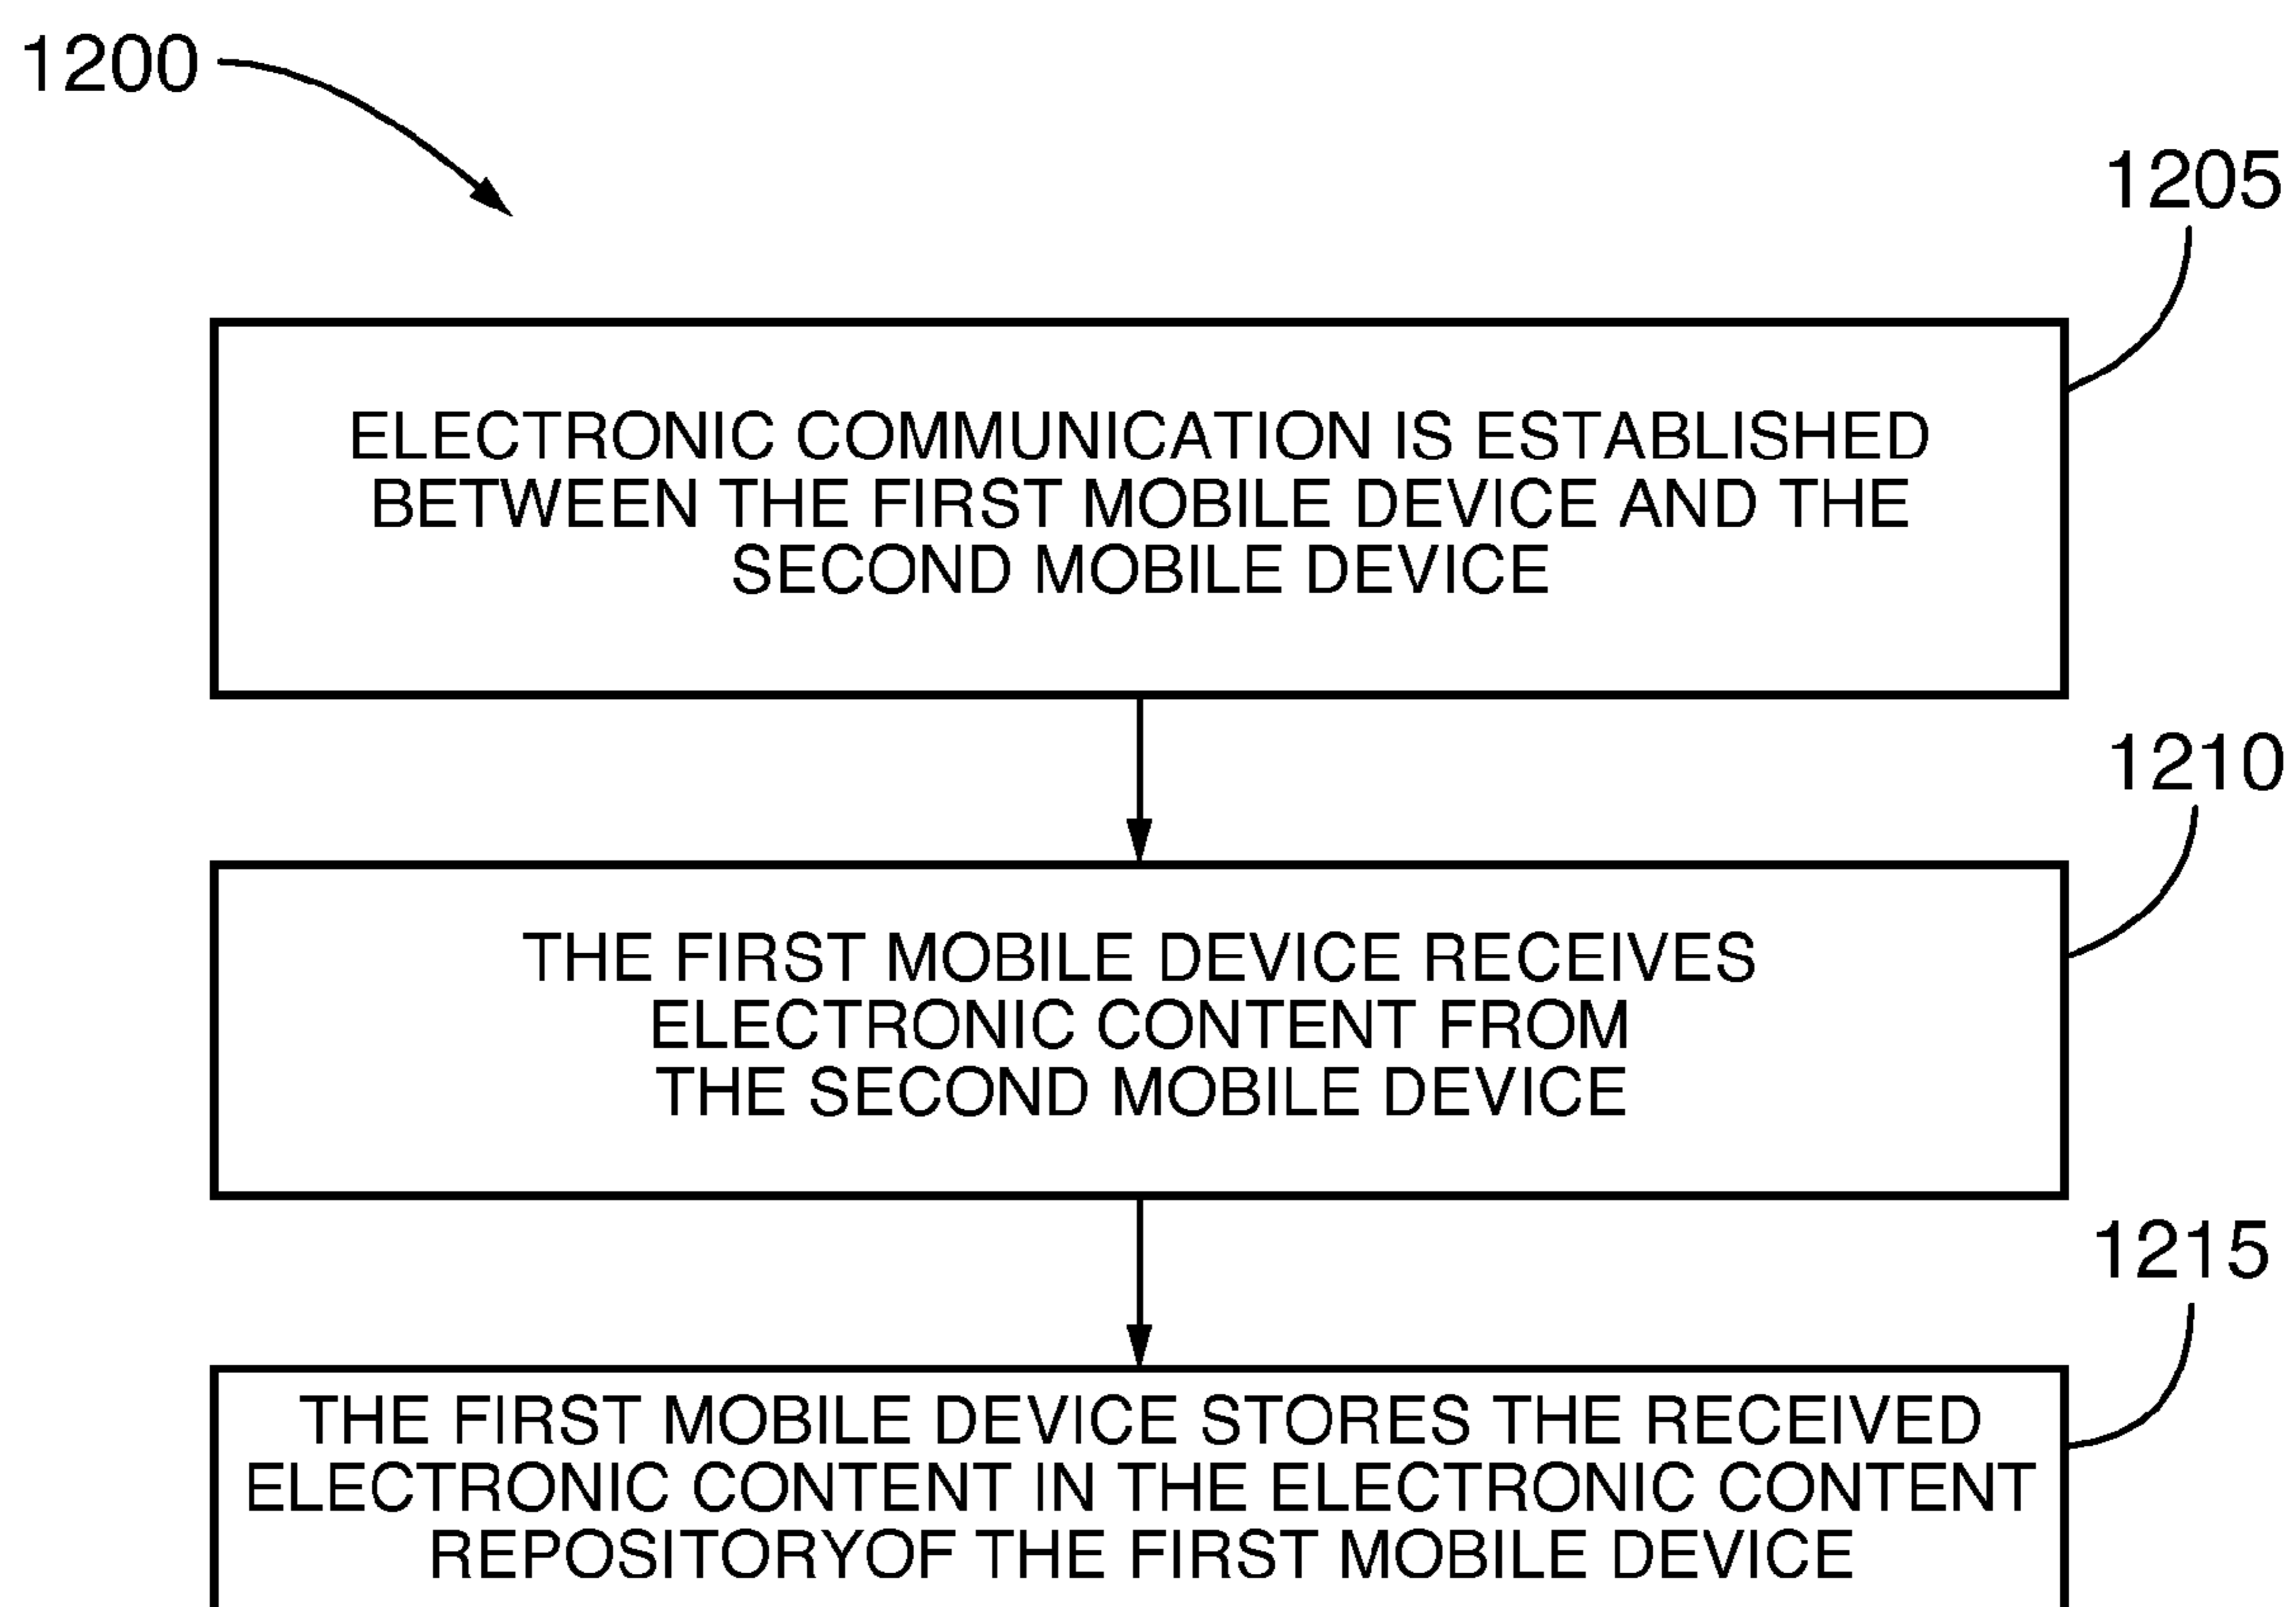 1200
1205
ELECTRONIC COMMUNICATION IS ESTABLISHED
BETWEEN THE FIRST MOBILE DEVICE AND THE
SECOND MOBILE DEVICE
1210
THE FIRST MOBILE DEVICE RECEIVES
ELECTRONIC CONTENT FROM
THE SECOND MOBILE DEVICE
1215
THE FIRST MOBILE DEVICE STORES THE RECEIVED
ELECTRONIC CONTENT IN THE ELECTRONIC CONTENT
REPOSITORYOF THE FIRST MOBILE DEVICE